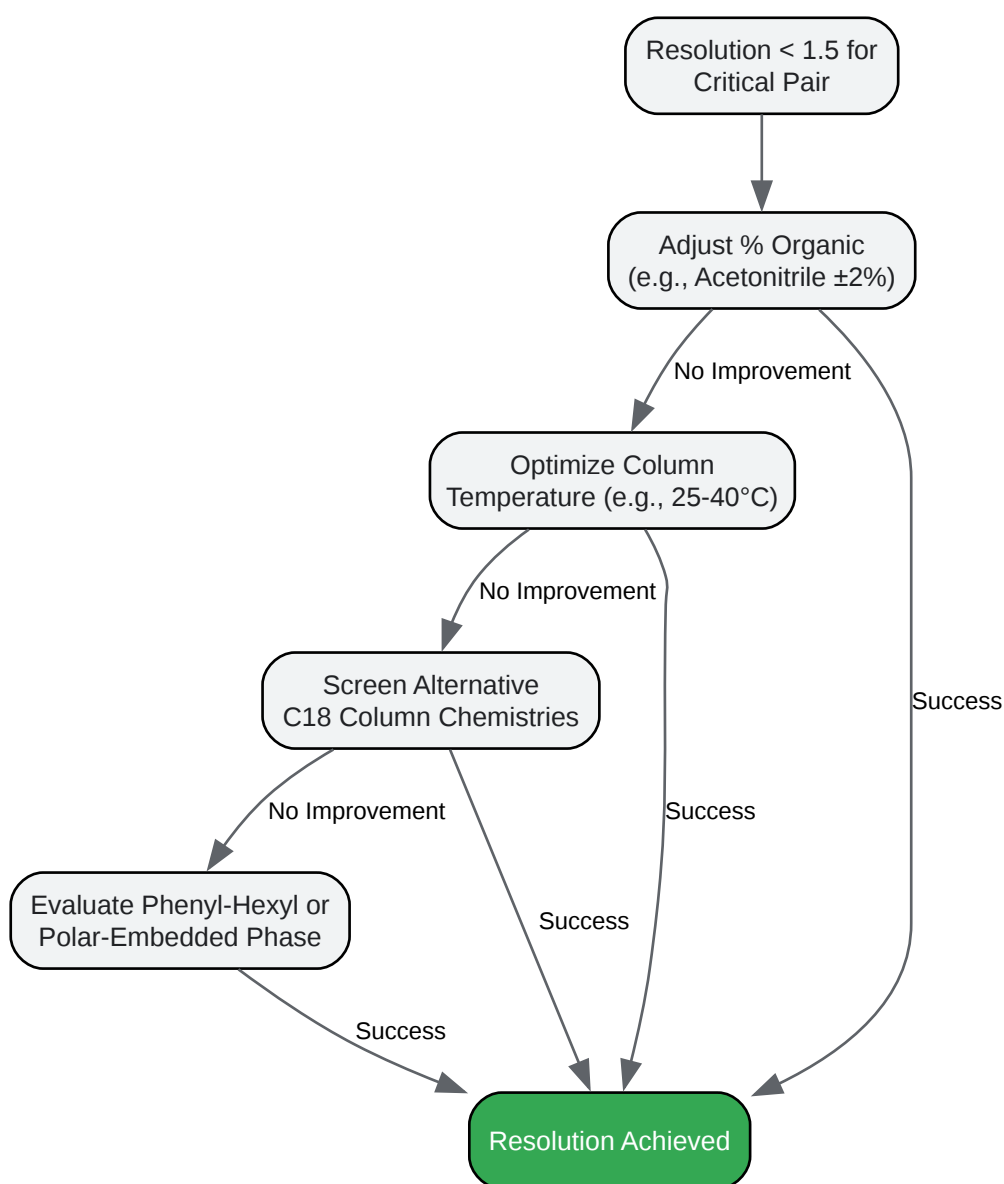 Resolution < 1.5 for
Critical Pair
Adjust % Organic
(e.g., Acetonitrile ±2%)
No Improvement
Optimize Column
Temperature (e.g., 25-40°C)
No Improvement
Screen Alternative
C18 Column Chemistries
Success
No Improvement
Success
Evaluate Phenyl-Hexyl or
Polar-Embedded Phase
Success
Success
Resolution Achieved